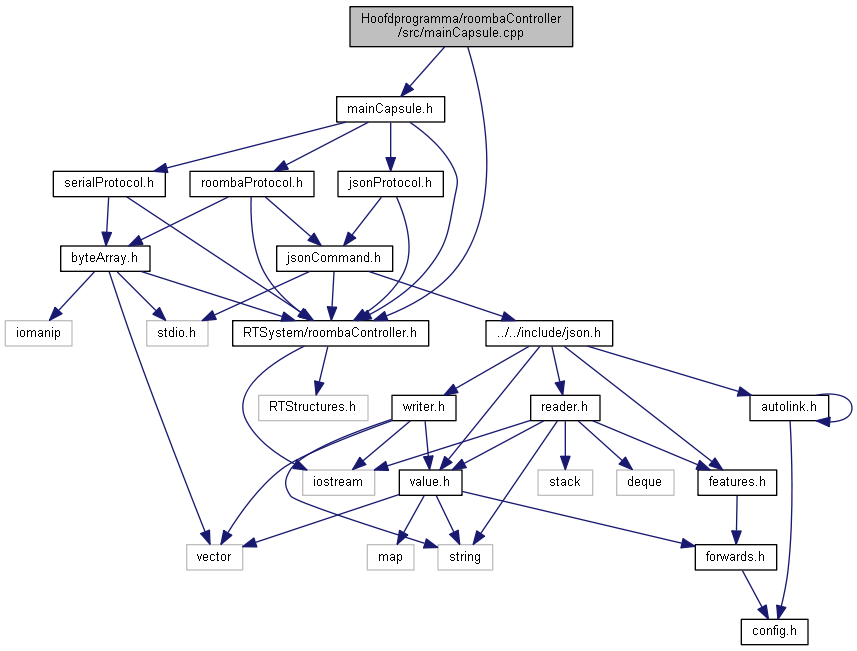 Hoofdprogramma/roombaController
/src/mainCapsule.cpp
mainCapsule.h
serialProtocol.h
roombaProtocol.h
jsonProtocol.h
byteArray.h
jsonCommand.h
iomanip
stdio.h
RTSystem/roombaController.h
../../include/json.h
RTStructures.h
writer.h
reader.h
autolink.h
iostream
value.h
stack
deque
features.h
vector
map
string
forwards.h
config.h